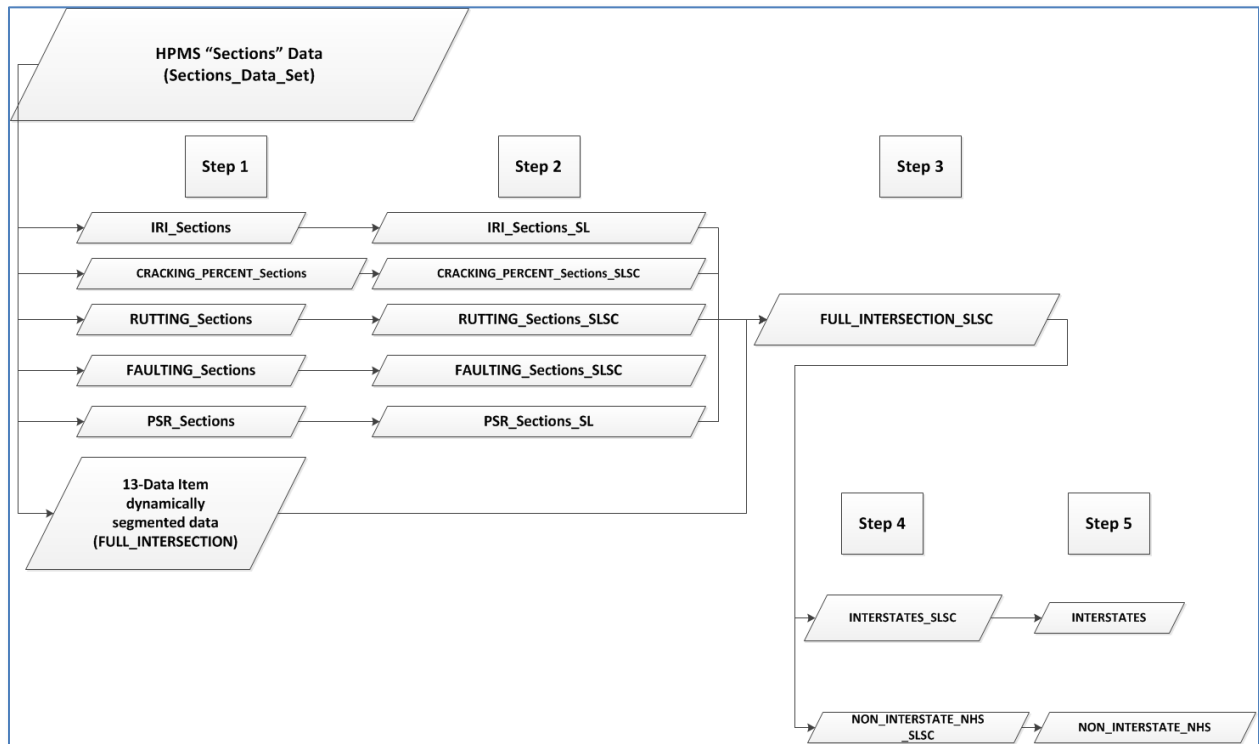 HPMS “Sections” Data
(Sections_Data_Set)
Step 1
Step 2
Step 3
IRI_Sections
IRI_Sections_SL
CRACKING_PERCENT_Sections
CRACKING_PERCENT_Sections_SLSC
RUTTING_Sections
RUTTING_Sections_SLSC
FULL_INTERSECTION_SLSC
FAULTING_Sections
FAULTING_Sections_SLSC
PSR_Sections
PSR_Sections_SL
13-Data Item
dynamically
segmented data
(FULL_INTERSECTION)
Step 4
Step 5
INTERSTATES_SLSC
INTERSTATES
NON_INTERSTATE_NHS
_SLSC
NON_INTERSTATE_NHS